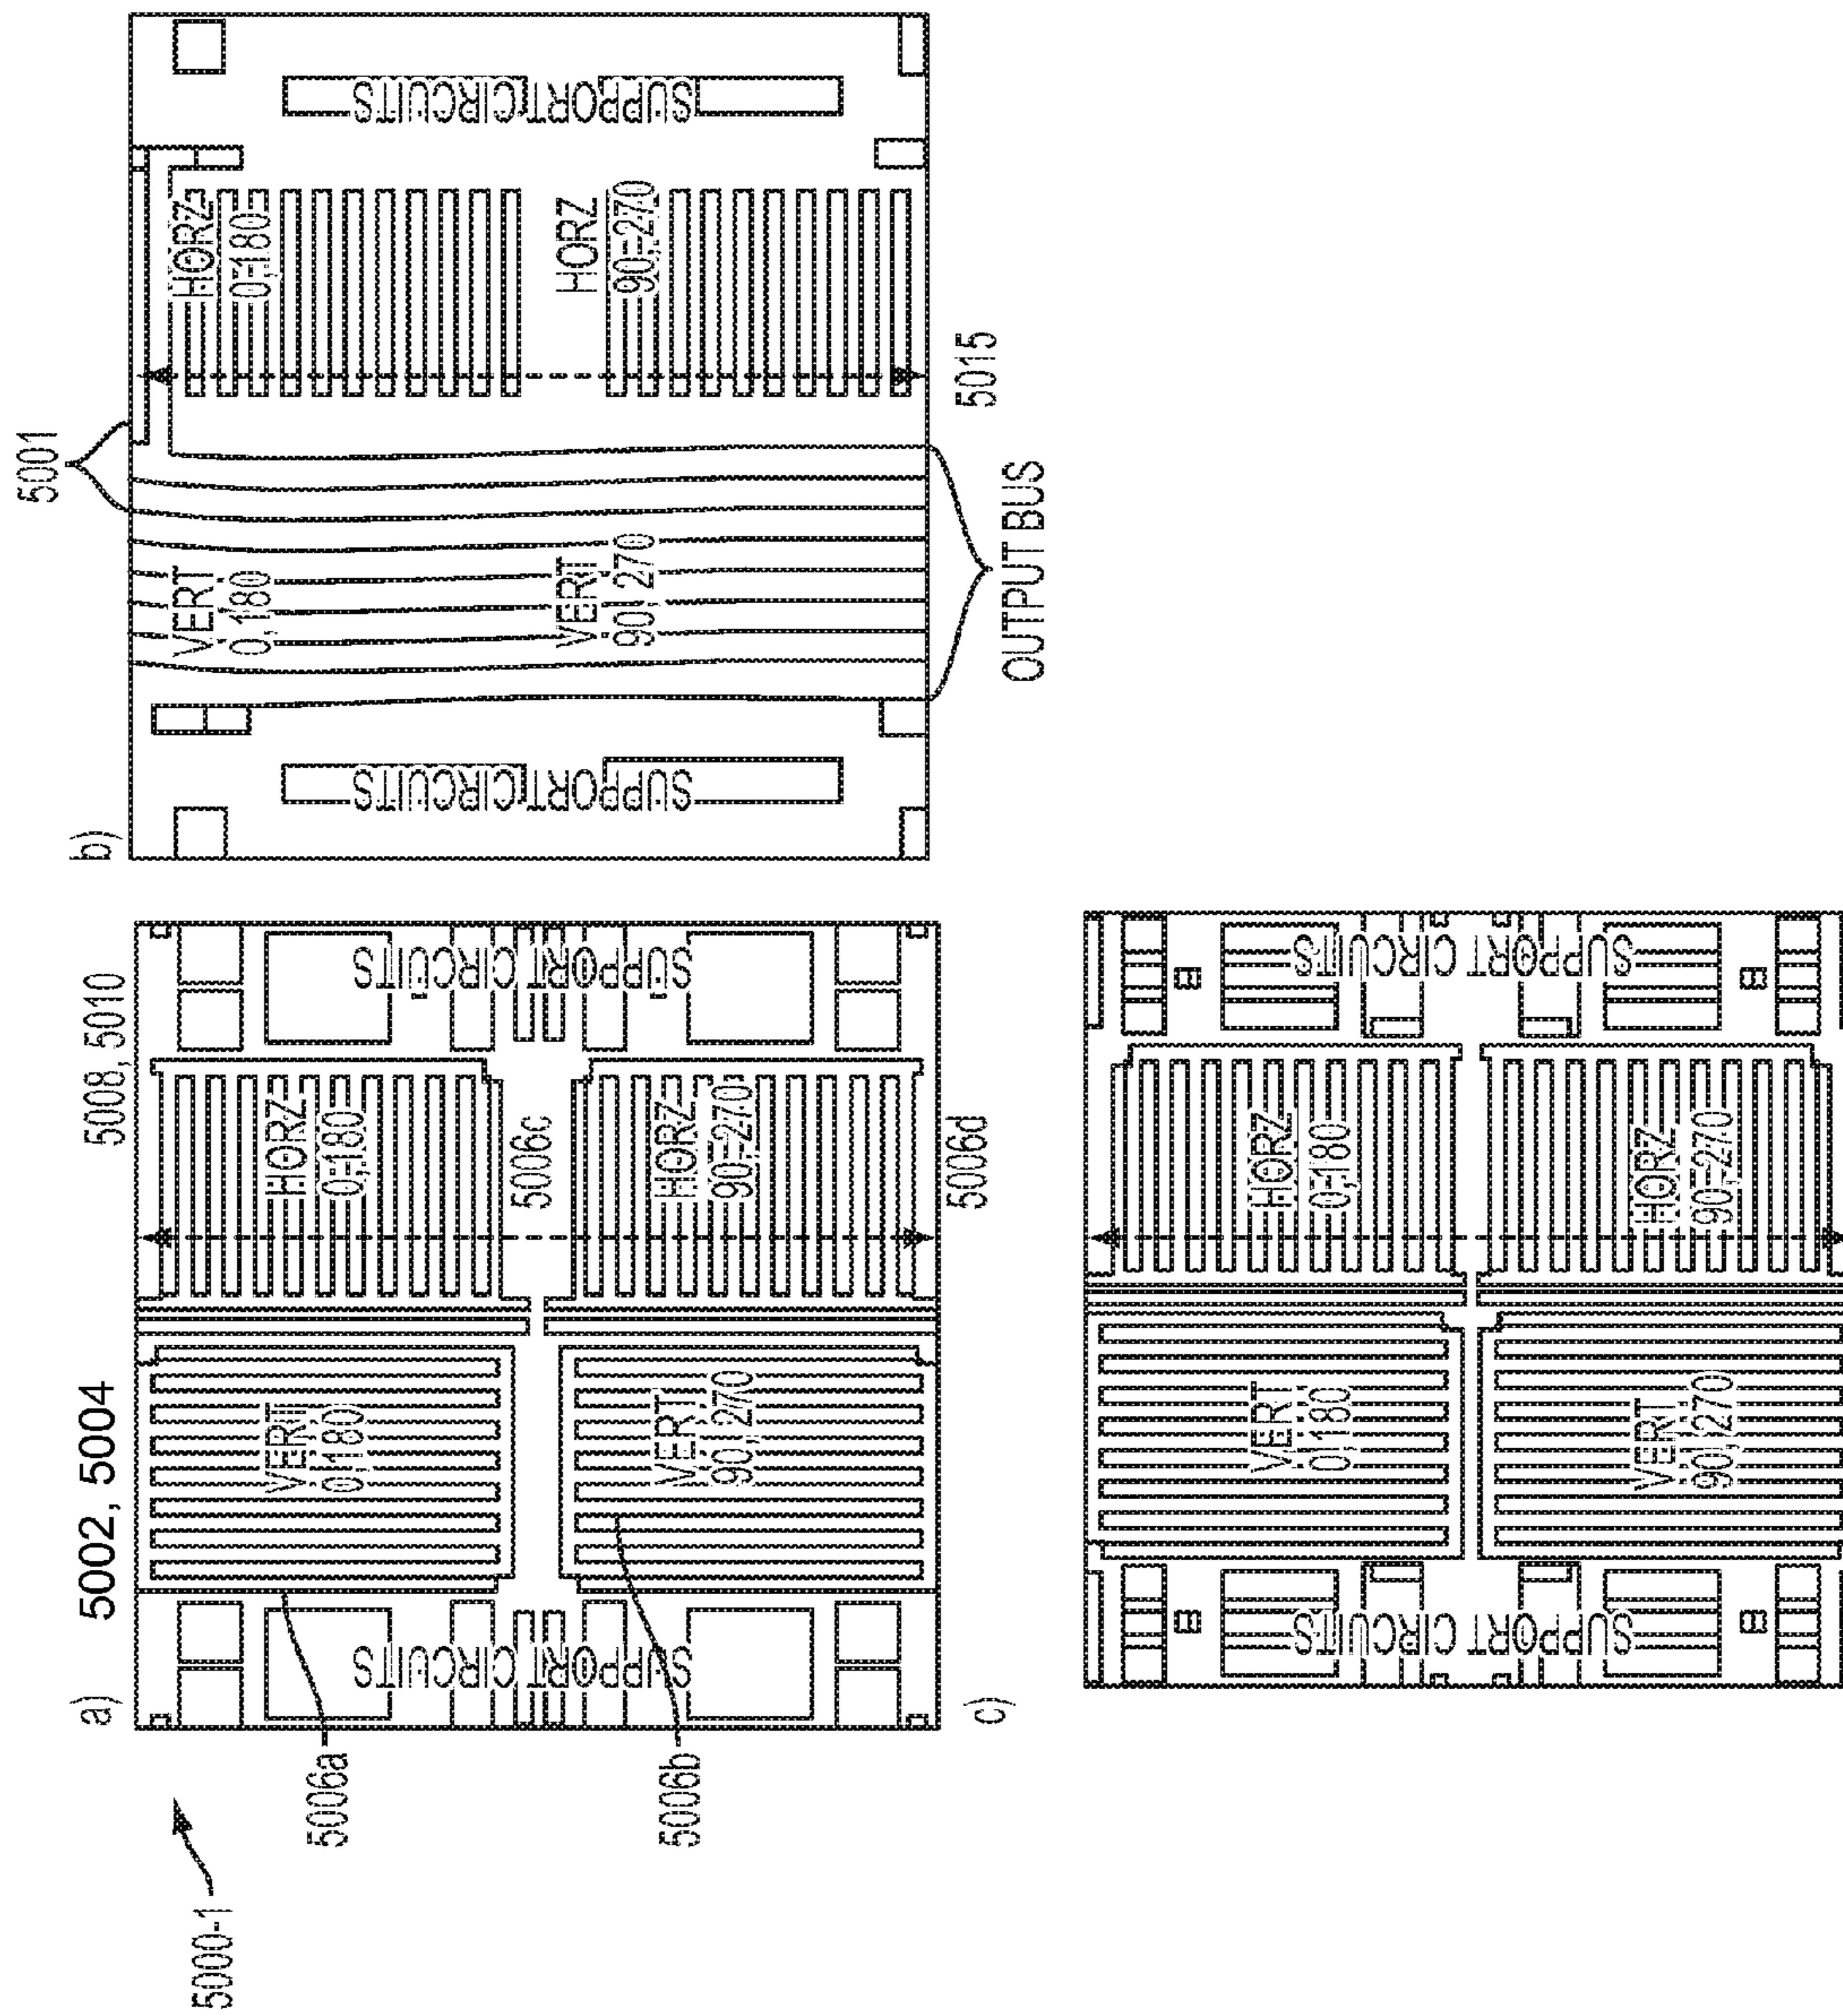 5000-1
a)
5002, 5004
5008, 5010
5006a
5006b
5006c
5006d
VERT
0,180
HORZ
0,180
VERT
90, 270
HORZ
90, 270
SUPPORT CIRCUITS
SUPPORT CIRCUITS
b)
5001
VERT
0,180
HORZ
0,180
VERT
90, 270
HORZ
90, 270
SUPPORT CIRCUITS
SUPPORT CIRCUITS
OUTPUT BUS
5015
c)
VERT
0,180
HORZ
0,180
VERT
90, 270
HORZ
90, 270
SUPPORT CIRCUITS
SUPPORT CIRCUITS